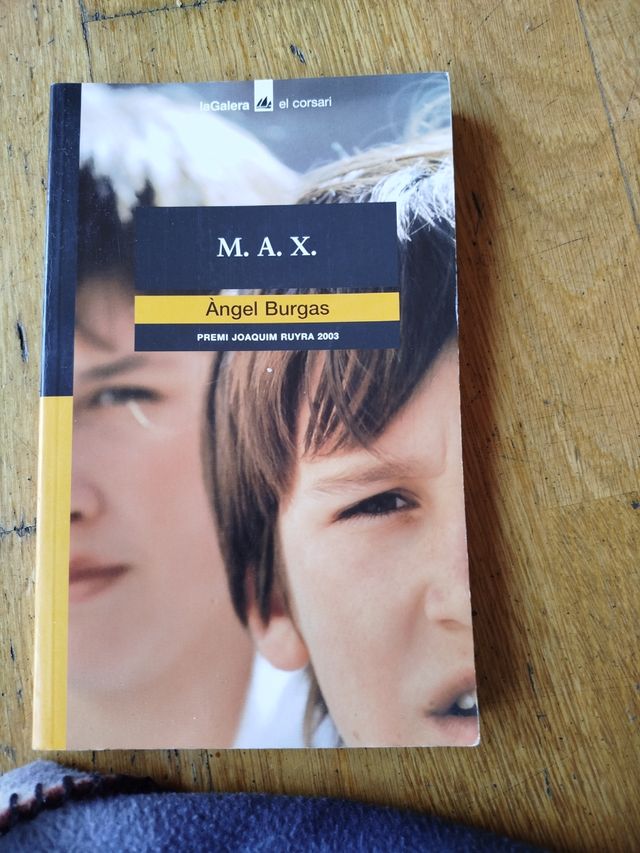 laGalera el corsari
M. A. X.
Àngel Burgas
PREMI JOAQUIM RUYRA 2003